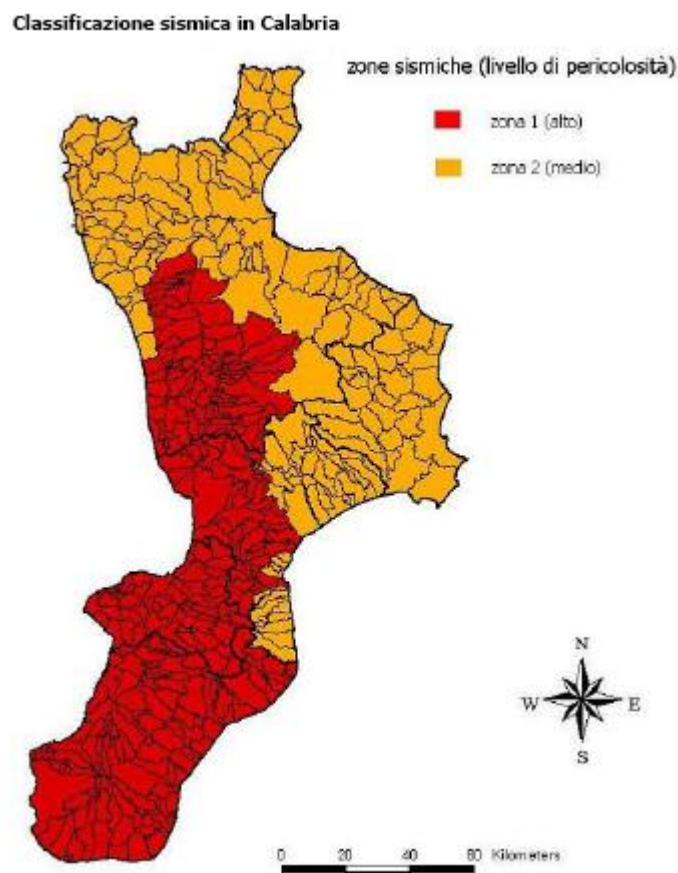 Classificazione sismica in Calabria
zone sismiche (livello di pericolosità)
zona 1 (alto)
zona 2 (medio)
N
W E
S
0 20 40 80 Kilometers